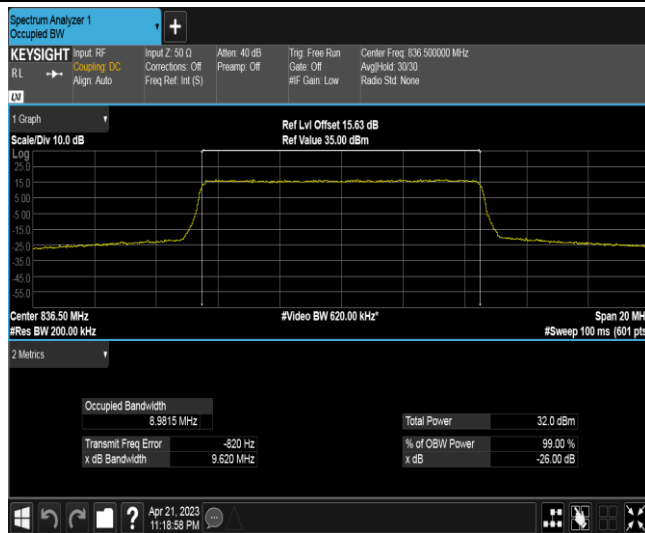 Spectrum Analyzer 1
Occupied BW
+
KEYSIGHT
RL
Input: RF
Coupling: DC
Align: Auto
Input Z: 50 Ω
Corrections: Off
Freq Ref: Int (S)
Atten: 40 dB
Preamp: Off
Trig: Free Run
Gate: Off
#IF Gain: Low
Center Freq: 836.500000 MHz
Avg|Hold: 30/30
Radio Std: None
1 Graph
Scale/Div 10.0 dB
Ref Lvl Offset 15.63 dB
Ref Value 35.00 dBm
Log
25.0
15.0
5.00
-5.00
-15.0
-25.0
-35.0
-45.0
-55.0
Center 836.50 MHz
#Video BW 620.00 kHz*
Span 20 MH
#Res BW 200.00 kHz
#Sweep 100 ms (601 pts
2 Metrics
Occupied Bandwidth
8.9815 MHz
Total Power 32.0 dBm
Transmit Freq Error -820 Hz
% of OBW Power 99.00 %
x dB Bandwidth 9.620 MHz
x dB -26.00 dB
?
Apr 21, 2023
11:18:58 PM